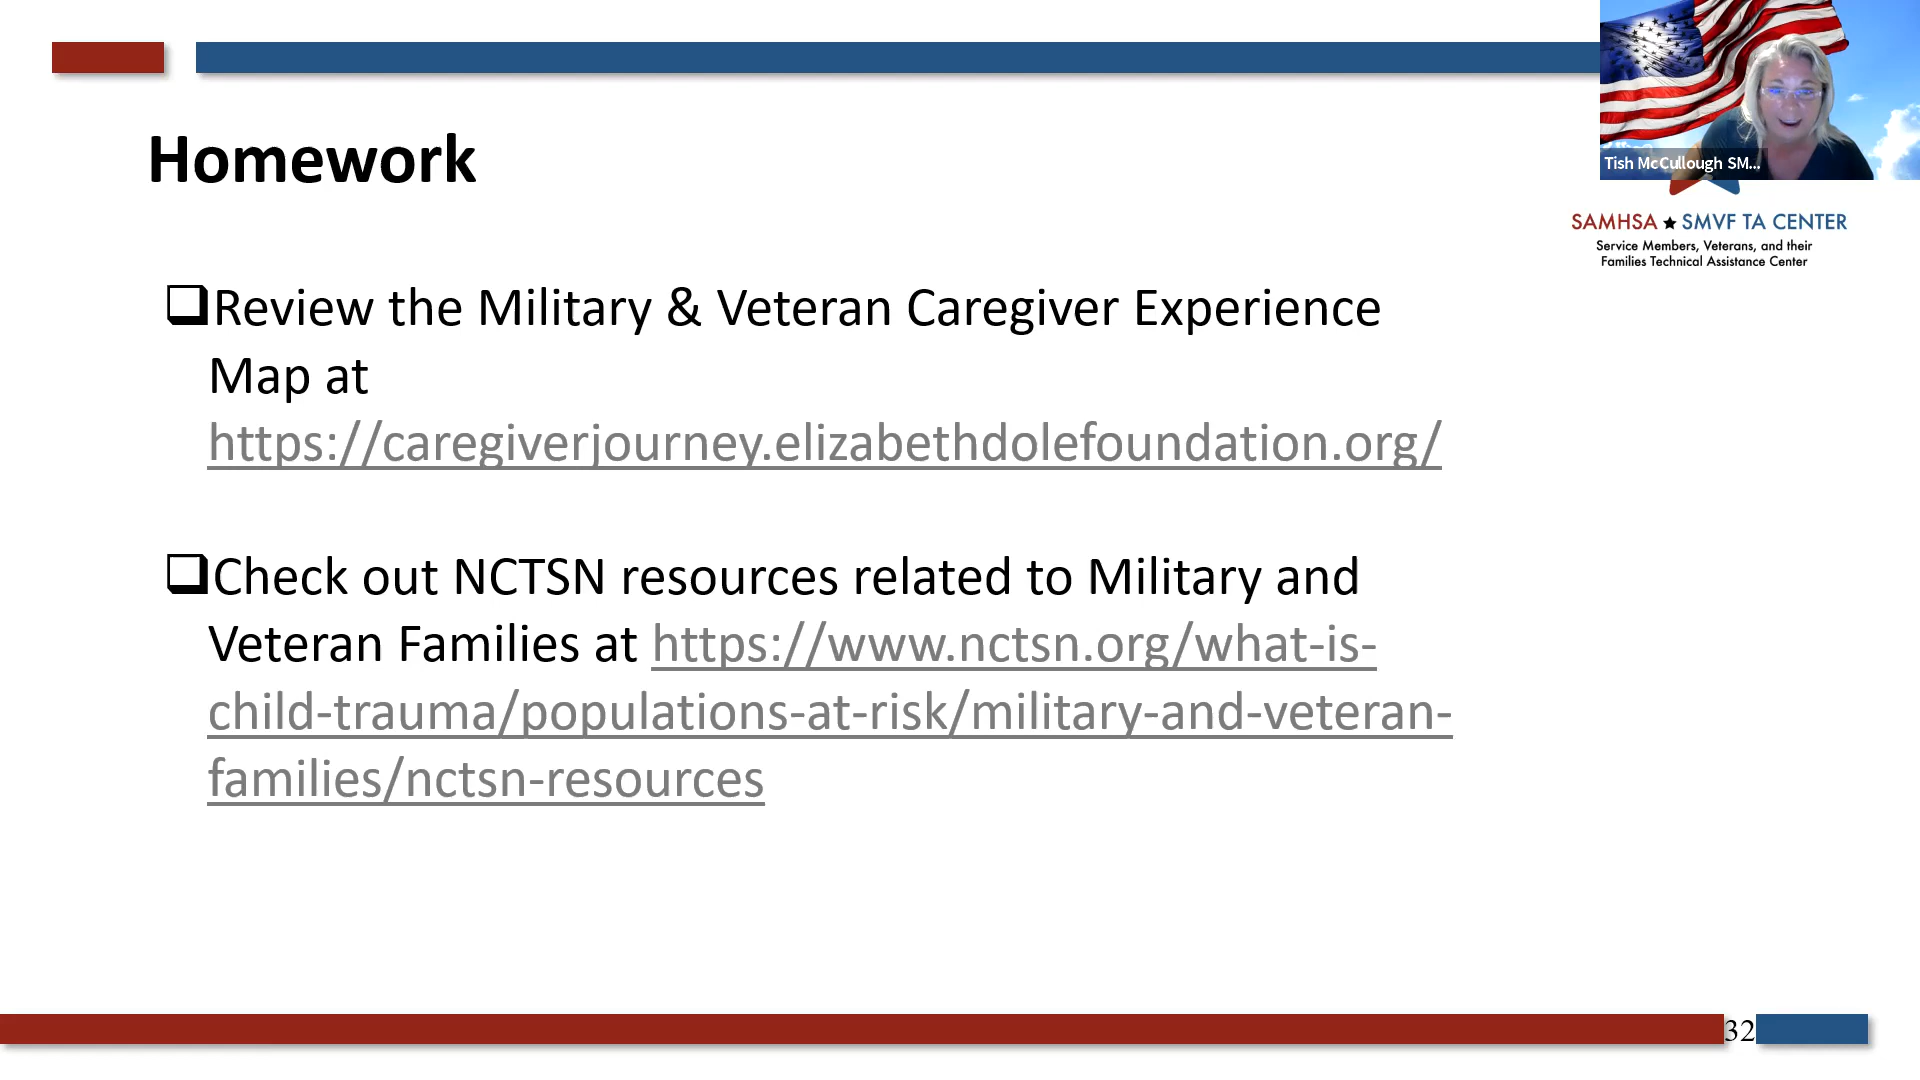 Homework
Tish McCullough SM...
SAMHSA ★ SMVF TA CENTER
Service Members, Veterans, and their
Families Technical Assistance Center
❑Review the Military & Veteran Caregiver Experience
Map at
https://caregiverjourney.elizabethdolefoundation.org/
❑Check out NCTSN resources related to Military and
Veteran Families at https://www.nctsn.org/what-is-
child-trauma/populations-at-risk/military-and-veteran-
families/nctsn-resources
32